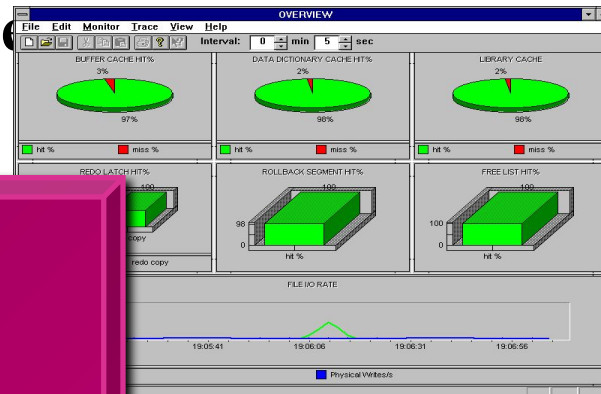 OVERVIEW
File Edit Monitor Trace View Help
Interval: 0 min 5 sec
BUFFER CACHE HIT% DATA DICTIONARY CACHE HIT% LIBRARY CACHE
3% 2% 2%
97% 98% 98%
hit % miss % hit % miss % hit % miss %
REDO LATCH HIT% ROLLBACK SEGMENT HIT% FREE LIST HIT%
100 100 100
98 100
0 0
copy hit % hit %
redo copy
FILE I/O RATE
19:05:41 19:06:06 19:06:31 19:06:56
Physical Writes/s